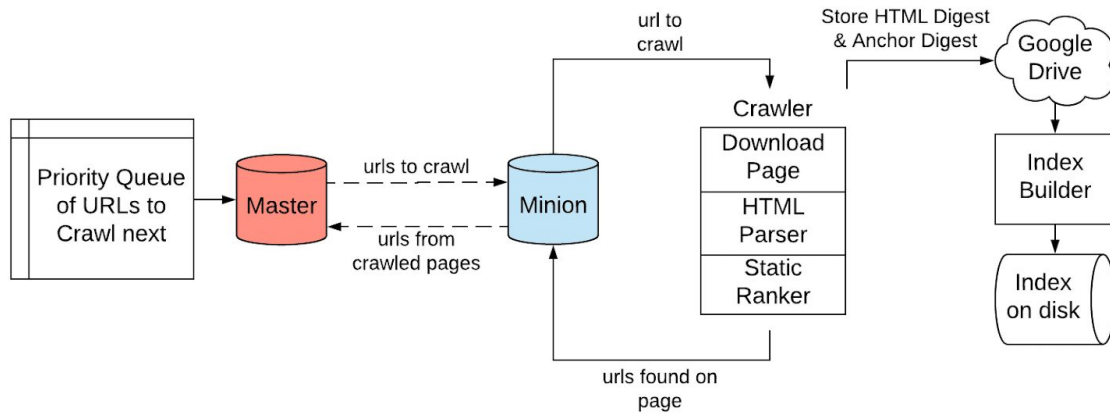 Priority Queue
of URLs to
Crawl next
Master
urls to crawl
urls from
crawled pages
Minion
url to
crawl
urls found on
page
Crawler
Download
Page
HTML
Parser
Static
Ranker
Store HTML Digest
& Anchor Digest
Google
Drive
Index
Builder
Index
on disk